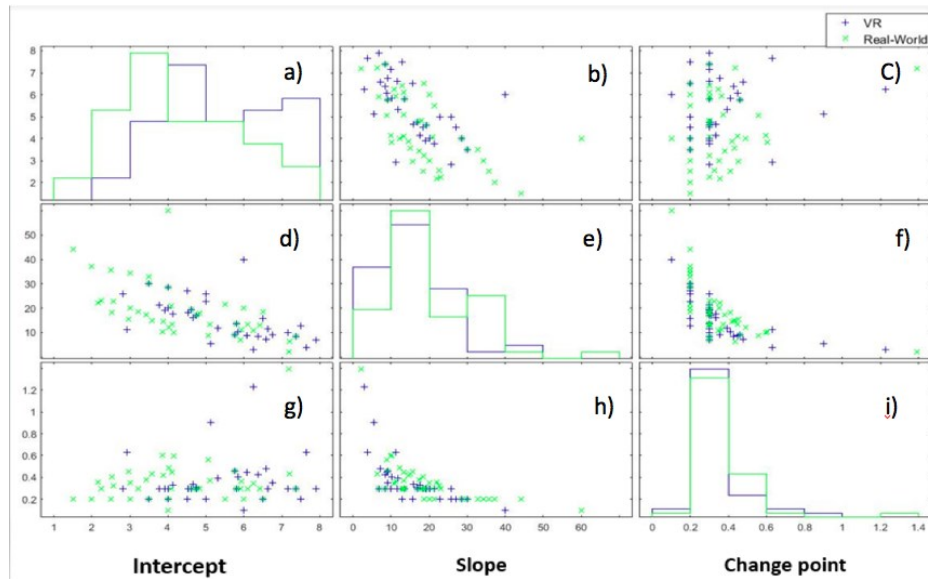 VR
Real-World
8
7
6
5
4
3
2
a)
b)
C)
50
40
30
20
10
d)
e)
f)
1.2
1
0.8
0.6
0.4
0.2
g)
h)
i)
1 2 3 4 5 6 7 8
0 10 20 30 40 50 60
0 0.2 0.4 0.6 0.8 1 1.2 1.4
Intercept Slope Change point